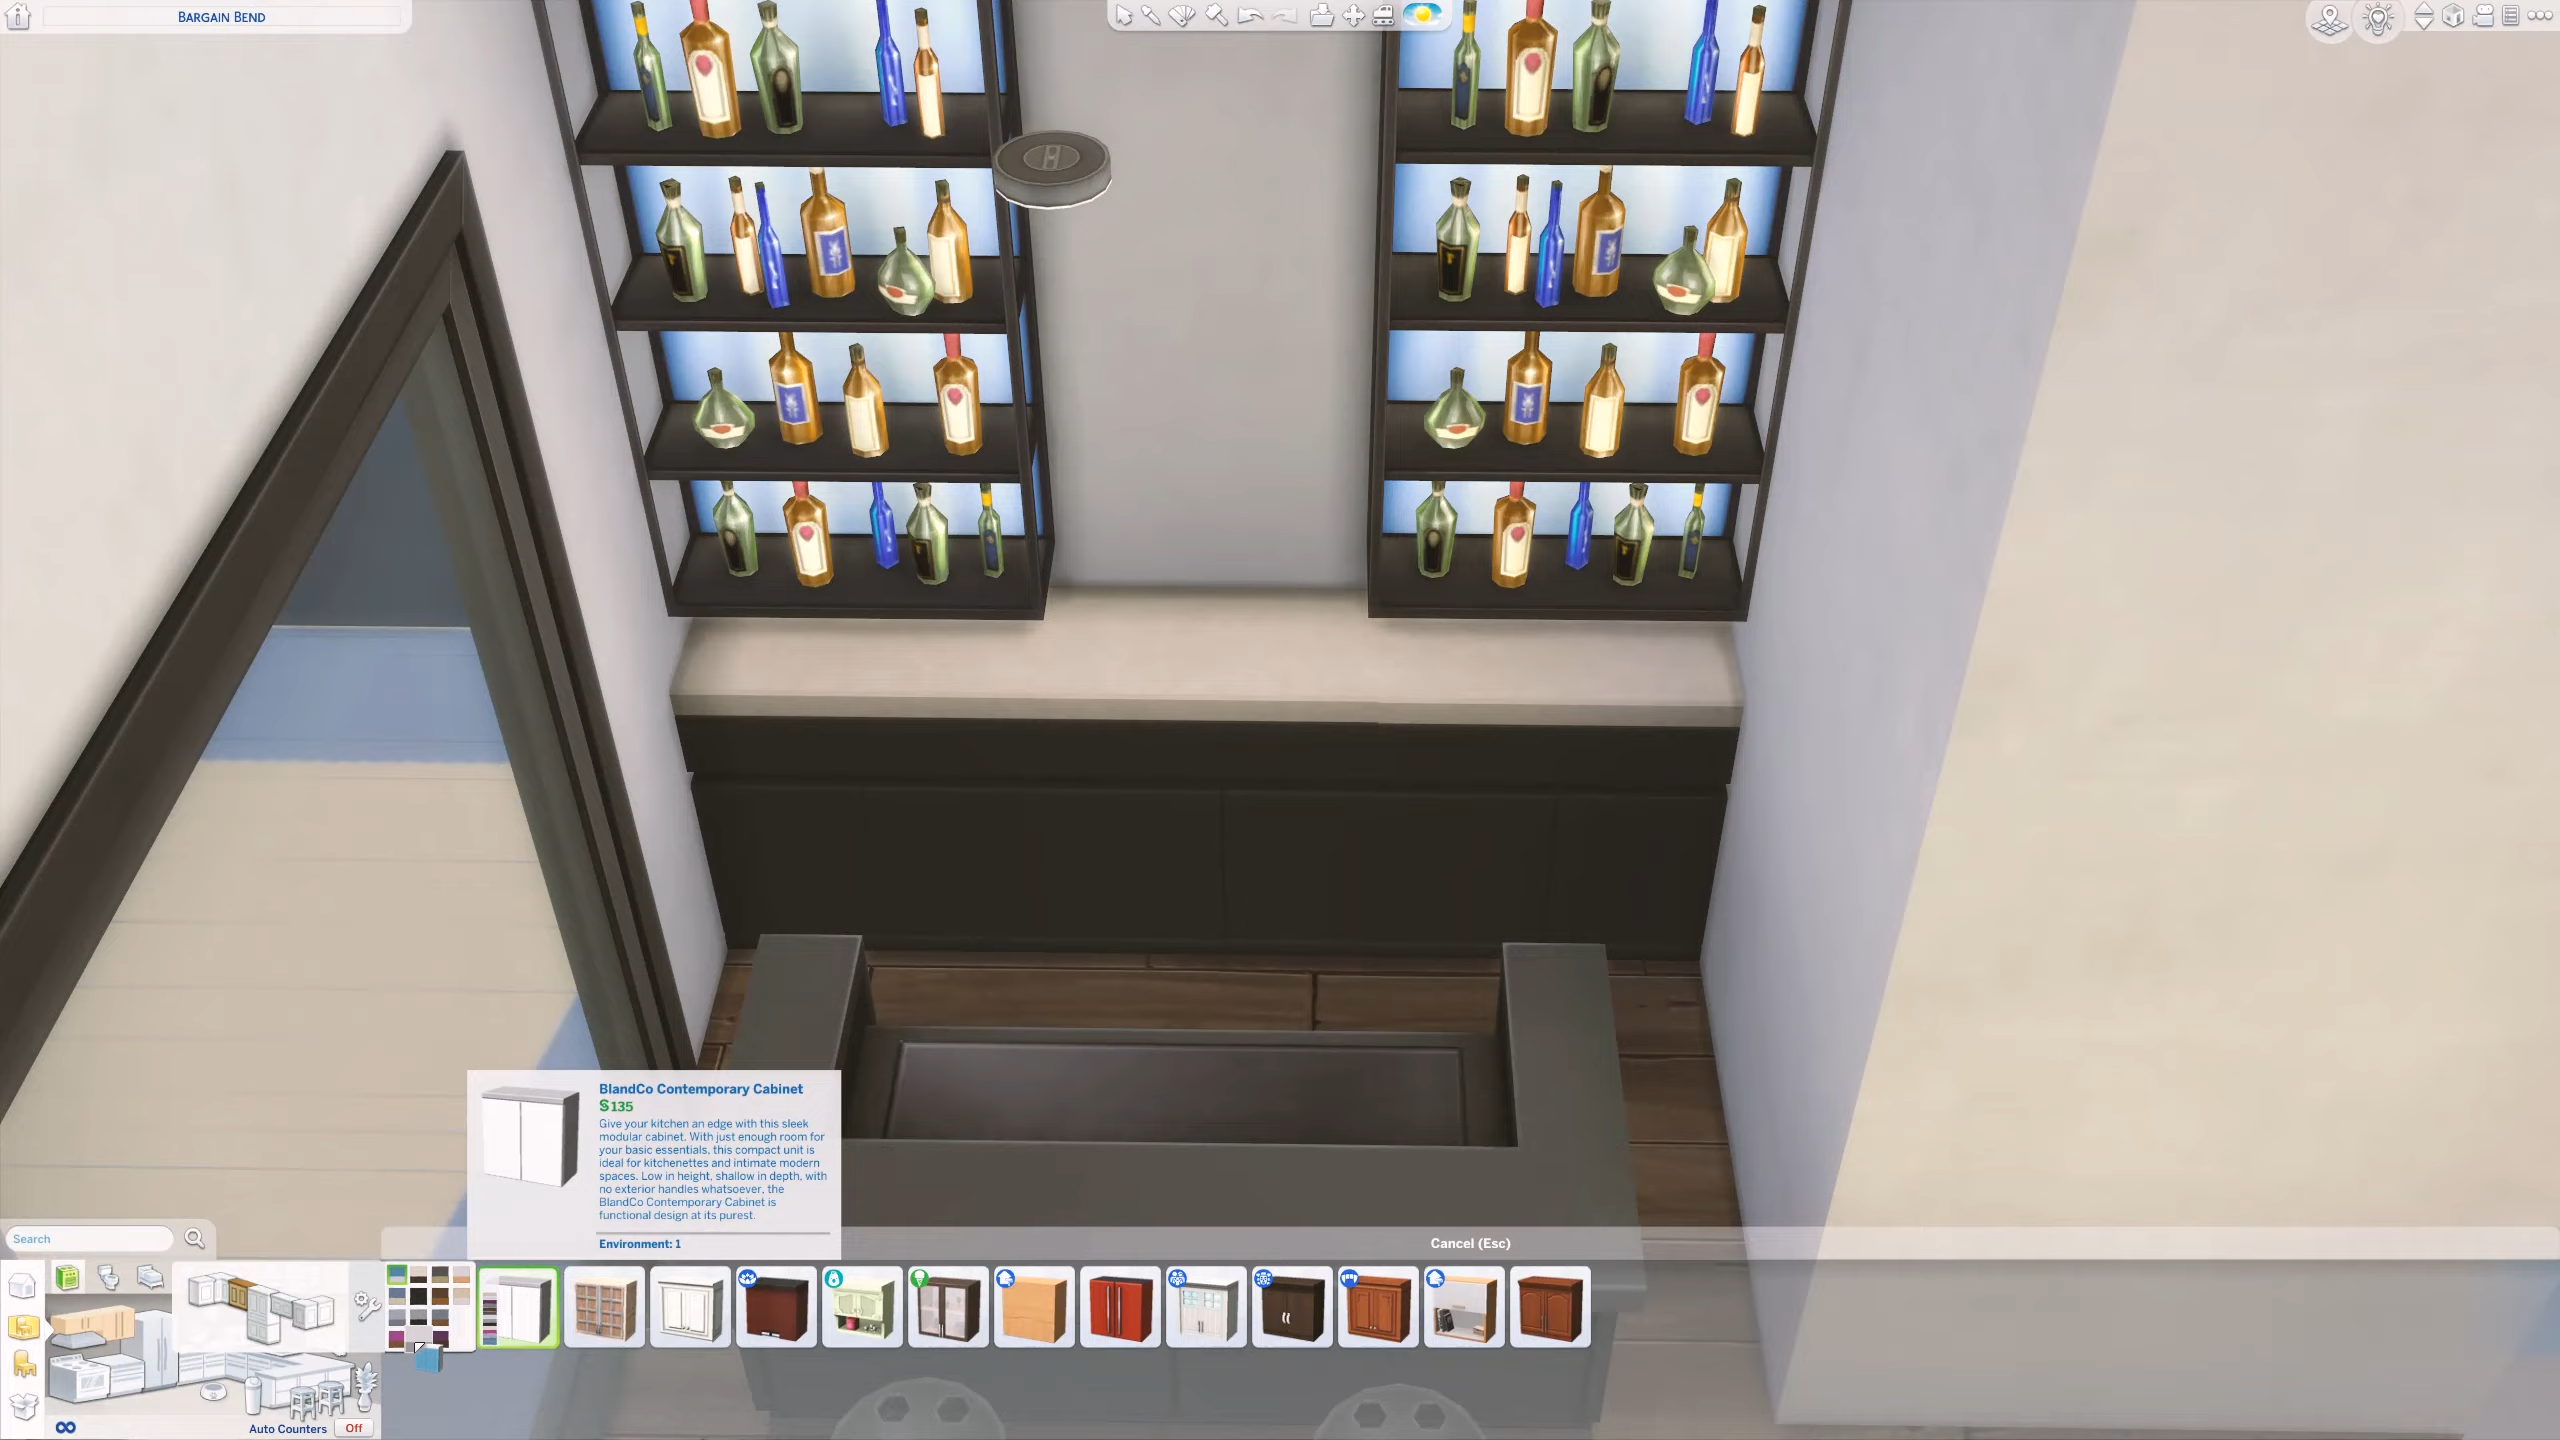 BARGAIN BEND
BlandCo Contemporary Cabinet
§135
Give your kitchen an edge with this sleek
modular cabinet. With just enough room for
your basic essentials, this compact unit is
ideal for kitchenettes and intimate modern
spaces. Low in height, shallow in depth, with
no exterior handles whatsoever, the
BlandCo Contemporary Cabinet is
functional design at its purest.
Environment: 1
Search
Cancel (Esc)
Auto Counters Off